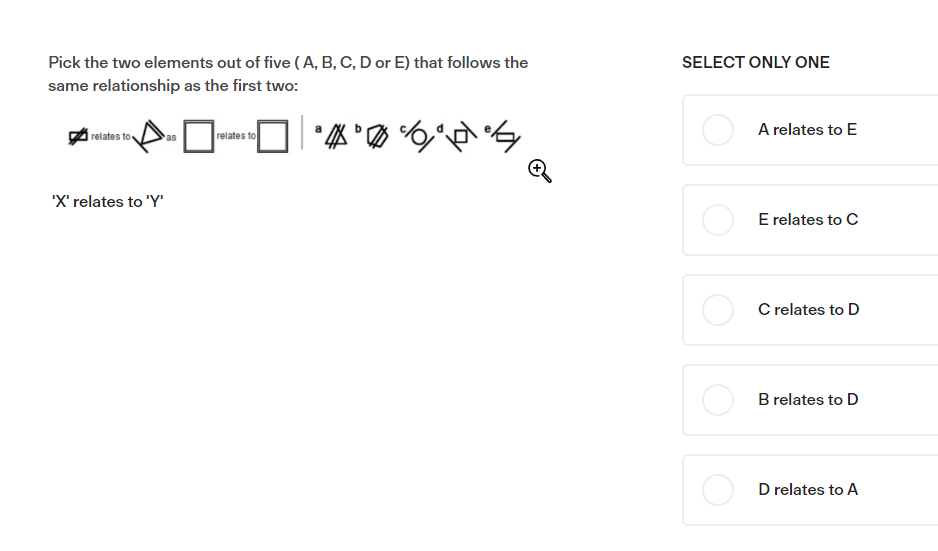 Pick the two elements out of five ( A, B, C, D or E) that follows the
same relationship as the first two:
relates to as relates to a b c d e
'X' relates to 'Y'
SELECT ONLY ONE
A relates to E
E relates to C
C relates to D
B relates to D
D relates to A